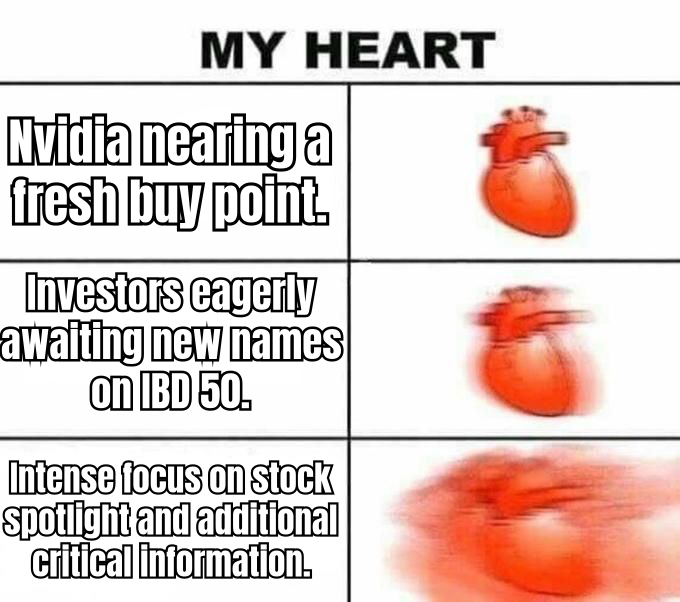 MY HEART
Nvidia nearing a
fresh buy point.
Investors eagerly
awaiting new names
on IBD 50.
Intense focus on stock
spotlight and additional
critical information.